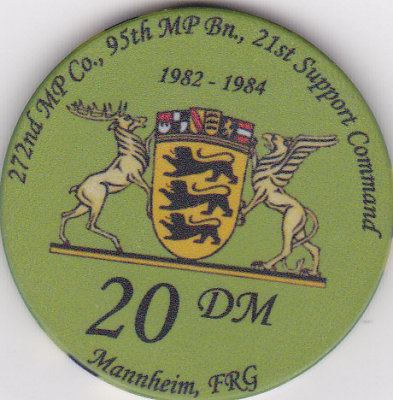 272nd MP Co., 95th MP Bn., 21st Support Command
1982 - 1984
20 DM
Mannheim, FRG